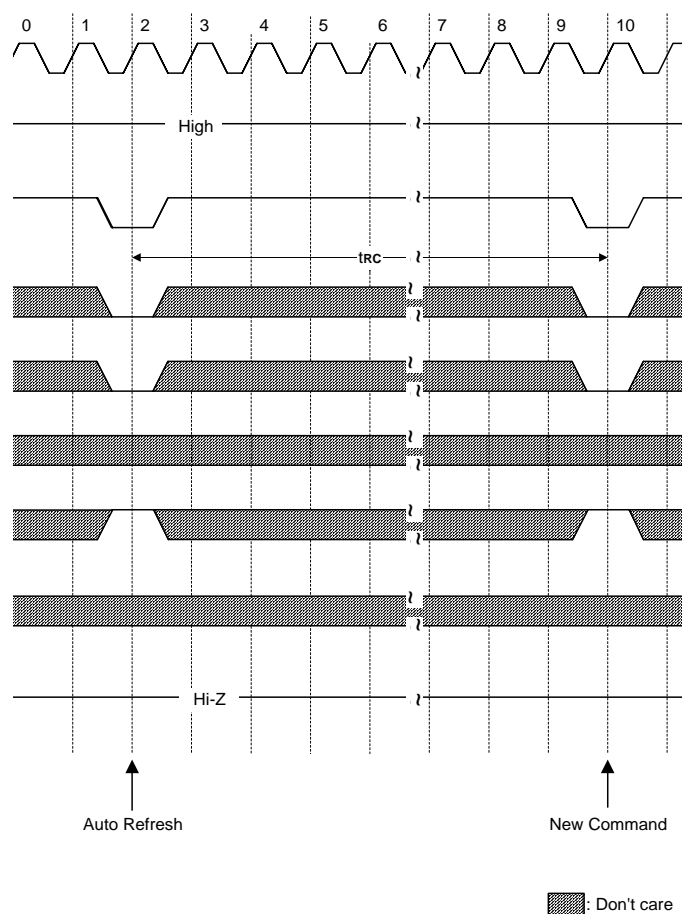 0 1 2 3 4 5 6 7 8 9 10
High
tRC
Hi-Z
Auto Refresh New Command
: Don't care